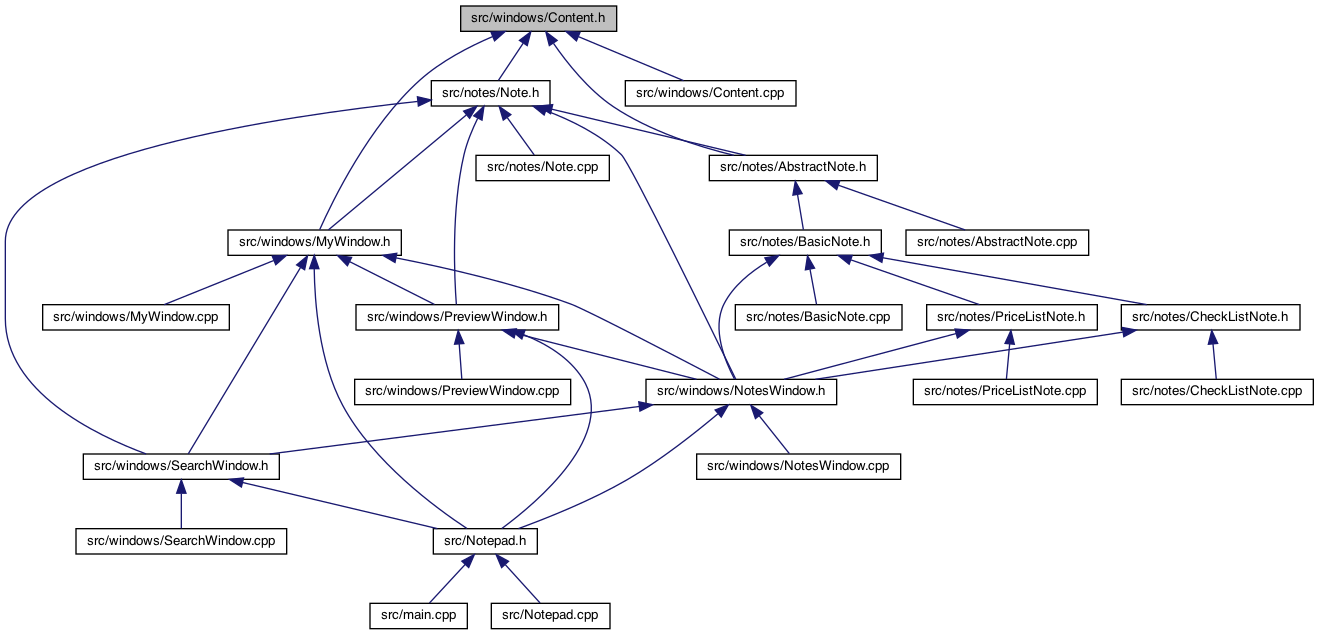 src/windows/Content.h
src/notes/Note.h
src/windows/Content.cpp
src/notes/Note.cpp
src/notes/AbstractNote.h
src/windows/MyWindow.h
src/notes/BasicNote.h
src/notes/AbstractNote.cpp
src/windows/MyWindow.cpp
src/windows/PreviewWindow.h
src/notes/BasicNote.cpp
src/notes/PriceListNote.h
src/notes/CheckListNote.h
src/windows/PreviewWindow.cpp
src/windows/NotesWindow.h
src/notes/PriceListNote.cpp
src/notes/CheckListNote.cpp
src/windows/SearchWindow.h
src/windows/NotesWindow.cpp
src/windows/SearchWindow.cpp
src/Notepad.h
src/main.cpp
src/Notepad.cpp